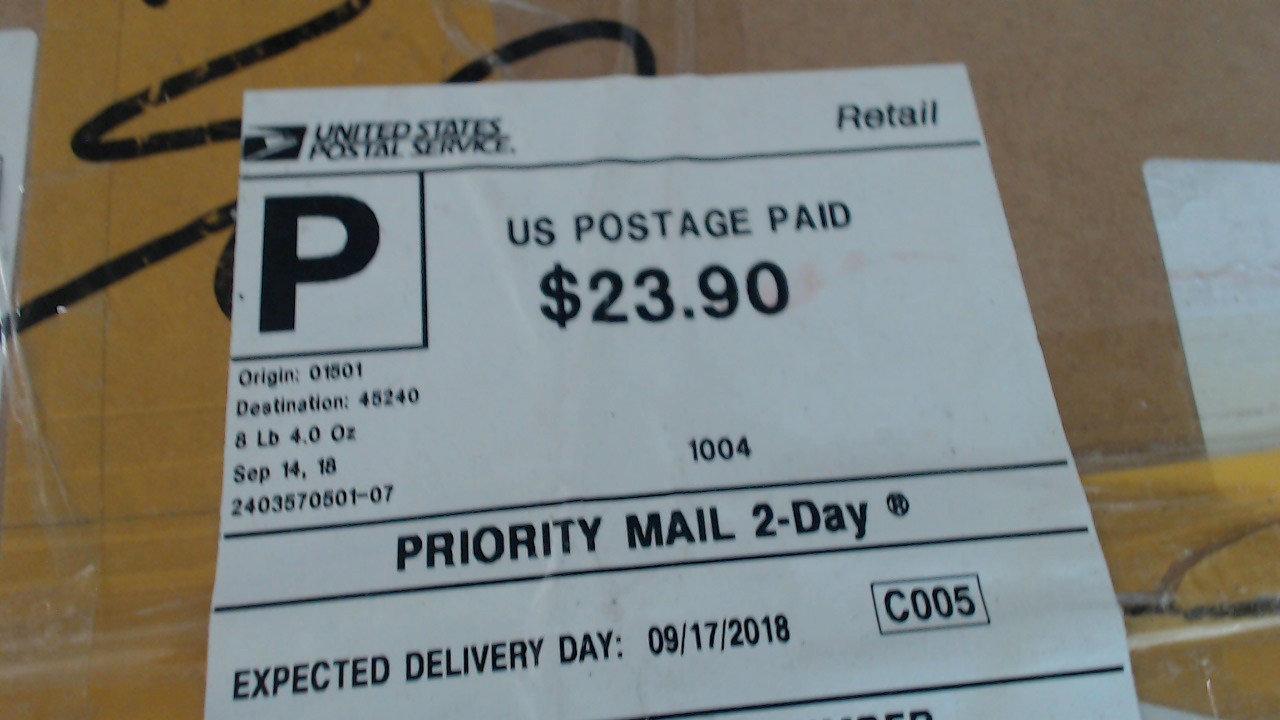 UNITED STATES
POSTAL SERVICE®
Retail
P
US POSTAGE PAID
$23.90
Origin: 01501
Destination: 45240
8 Lb 4.0 Oz
Sep 14, 18
2403570501-07
1004
PRIORITY MAIL 2-Day ®
EXPECTED DELIVERY DAY: 09/17/2018
C005